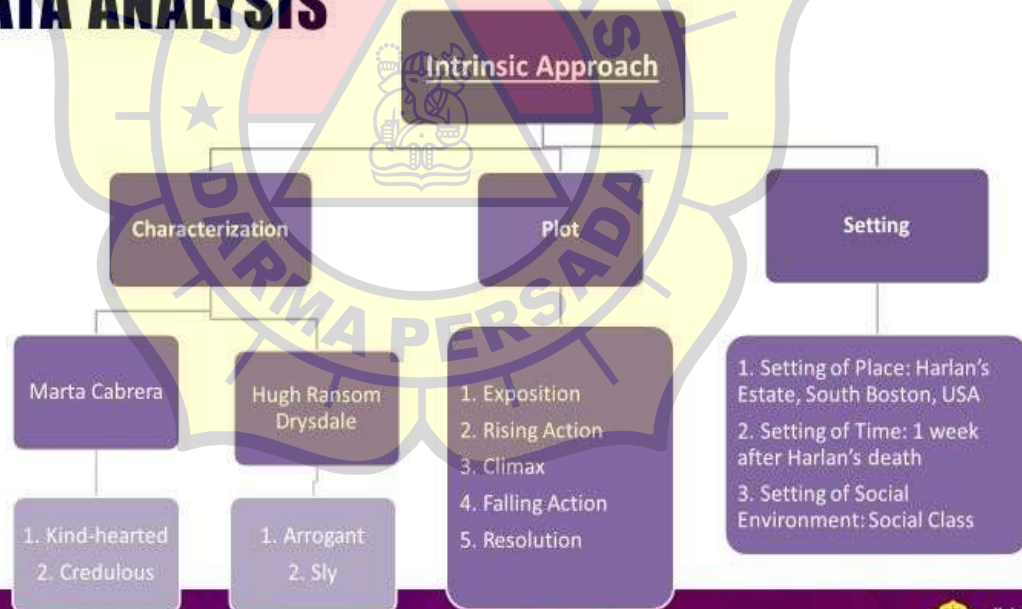 ATA ANALYSIS
Intrinsic Approach
Characterization
Plot
Setting
Marta Cabrera
Hugh Ransom
Drysdale
1. Exposition
2. Rising Action
3. Climax
4. Falling Action
5. Resolution
1. Setting of Place: Harlan's
Estate, South Boston, USA
2. Setting of Time: 1 week
after Harlan's death
3. Setting of Social
Environment: Social Class
1. Kind-hearted
2. Credulous
1. Arrogant
2. Sly
DARMA PERSADA